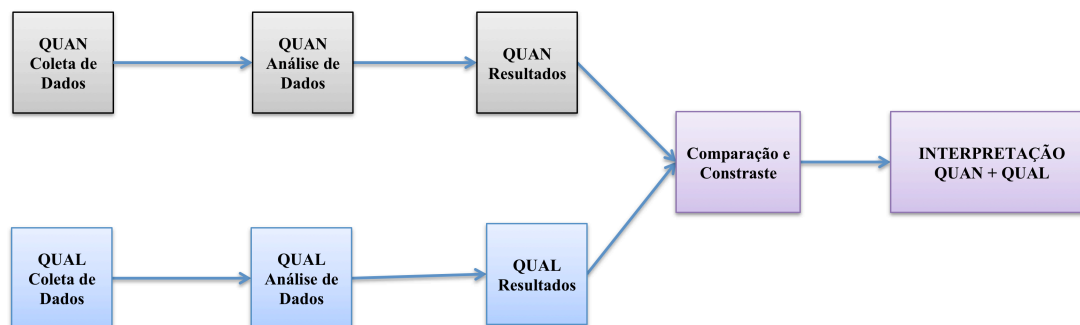 QUAN
Coleta de
Dados
QUAN
Análise de
Dados
QUAN
Resultados
Comparação e
Constraste
INTERPRETAÇÃO
QUAN + QUAL
QUAL
Coleta de
Dados
QUAL
Análise de
Dados
QUAL
Resultados